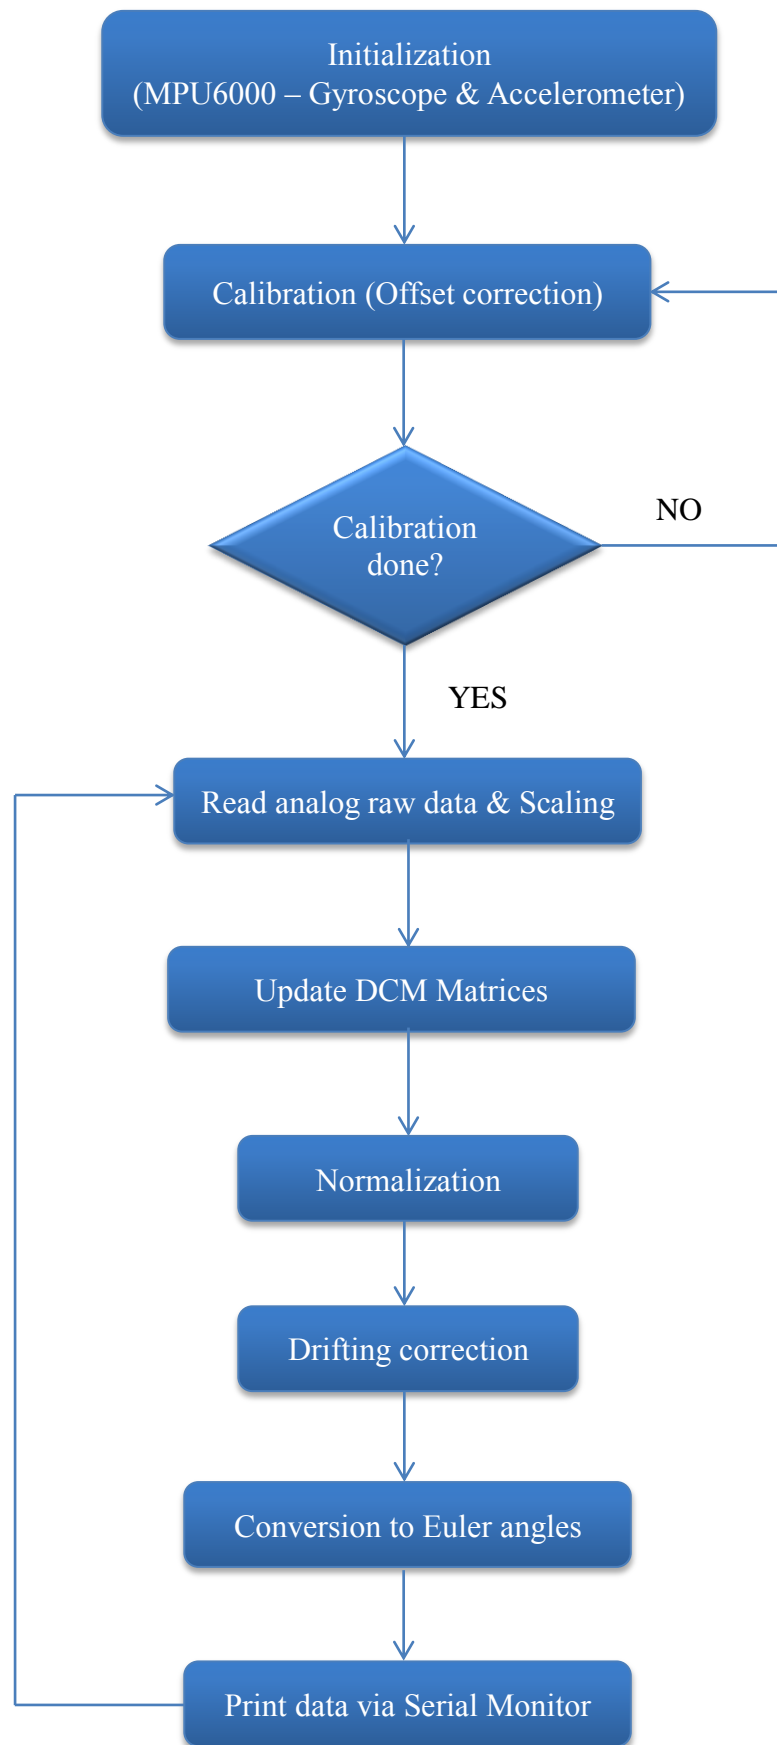 Initialization
(MPU6000 – Gyroscope & Accelerometer)
Calibration (Offset correction)
Calibration
done?
NO
YES
Read analog raw data & Scaling
Update DCM Matrices
Normalization
Drifting correction
Conversion to Euler angles
Print data via Serial Monitor